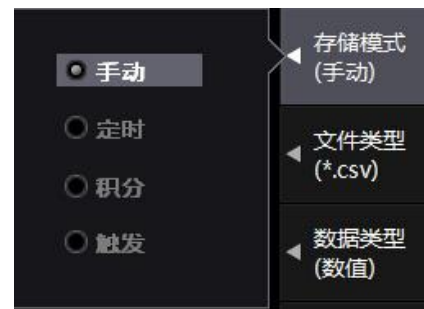 手动
定时
积分
触发
存储模式
(手动)
文件类型
(*.csv)
数据类型
(数值)